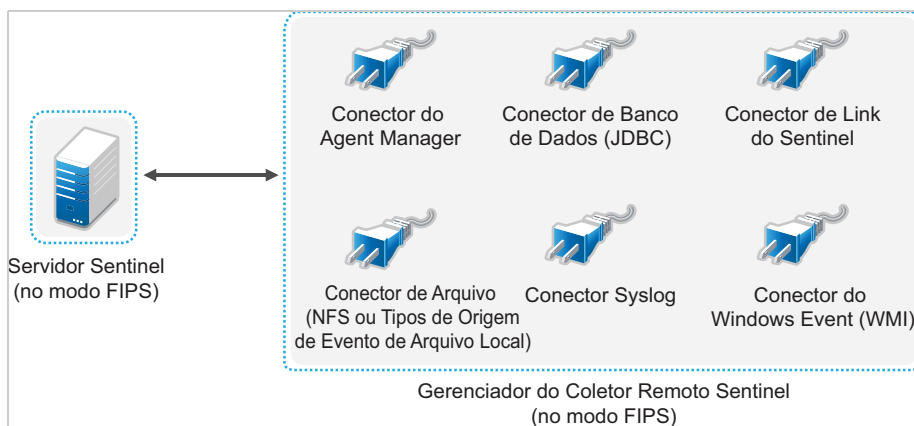 Conector do
Agent Manager
Conector de Banco
de Dados (JDBC)
Conector de Link
do Sentinel
Servidor Sentinel
(no modo FIPS)
Conector de Arquivo
(NFS ou Tipos de Origem
de Evento de Arquivo Local)
Conector Syslog
Conector do
Windows Event (WMI)
Gerenciador do Coletor Remoto Sentinel
(no modo FIPS)